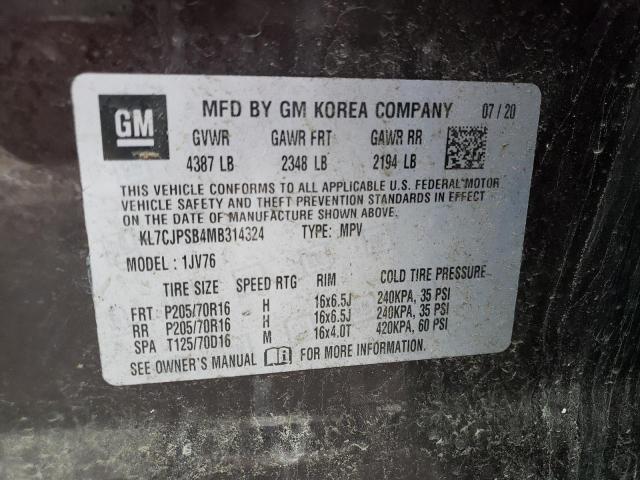 GM
MFD BY GM KOREA COMPANY 07 / 20
GVWR GAWR FRT GAWR RR
4387 LB 2348 LB 2194 LB
THIS VEHICLE CONFORMS TO ALL APPLICABLE U.S. FEDERAL MOTOR
VEHICLE SAFETY AND THEFT PREVENTION STANDARDS IN EFFECT
ON THE DATE OF MANUFACTURE SHOWN ABOVE.
KL7CJPSB4MB314324 TYPE: MPV
MODEL : 1JV76
TIRE SIZE SPEED RTG RIM COLD TIRE PRESSURE
FRT P205/70R16 H 16x6.5J 240KPA, 35 PSI
RR P205/70R16 H 16x6.5J 240KPA, 35 PSI
SPA T125/70D16 M 16x4.0T 420KPA, 60 PSI
SEE OWNER'S MANUAL FOR MORE INFORMATION.